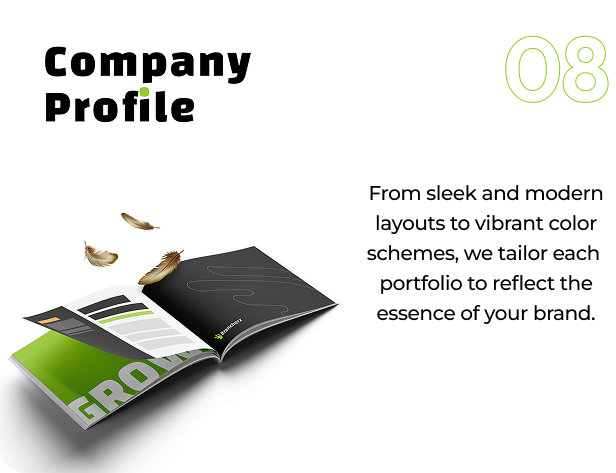 Company
Profile
08
From sleek and modern
layouts to vibrant color
schemes, we tailor each
portfolio to reflect the
essence of your brand.